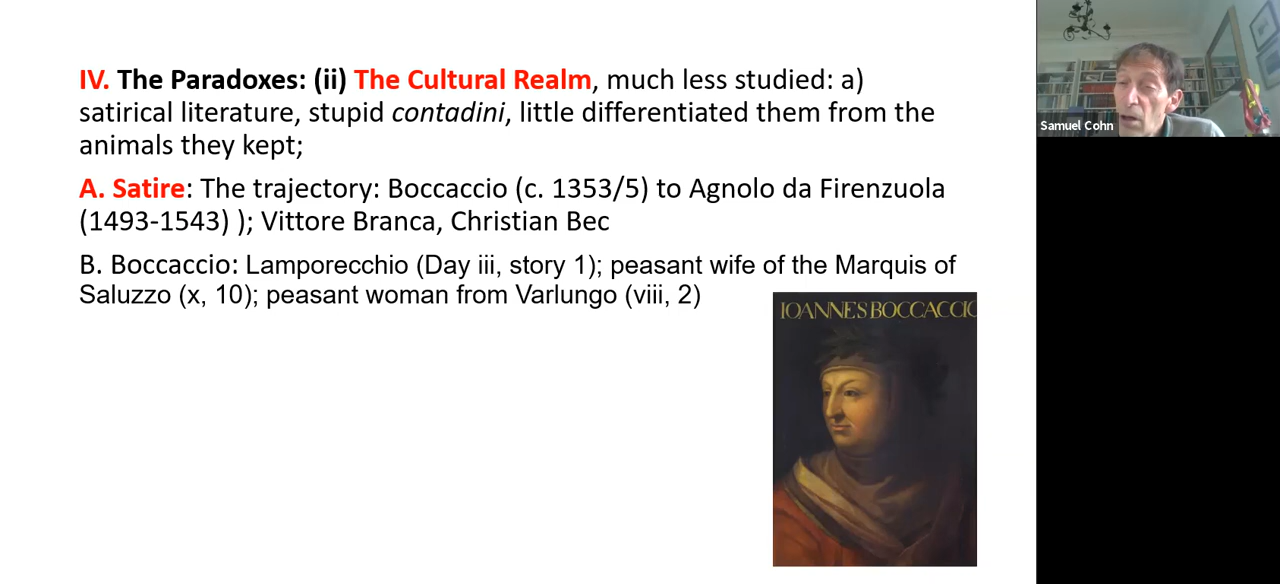 IV. The Paradoxes: (ii) The Cultural Realm, much less studied: a)
satirical literature, stupid contadini, little differentiated them from the
animals they kept;
A. Satire: The trajectory: Boccaccio (c. 1353/5) to Agnolo da Firenzuola
(1493-1543) ); Vittore Branca, Christian Bec
B. Boccaccio: Lamporecchio (Day iii, story 1); peasant wife of the Marquis of
Saluzzo (x, 10); peasant woman from Varlungo (viii, 2)
IOANNES BOCCACCIO
Samuel Cohn